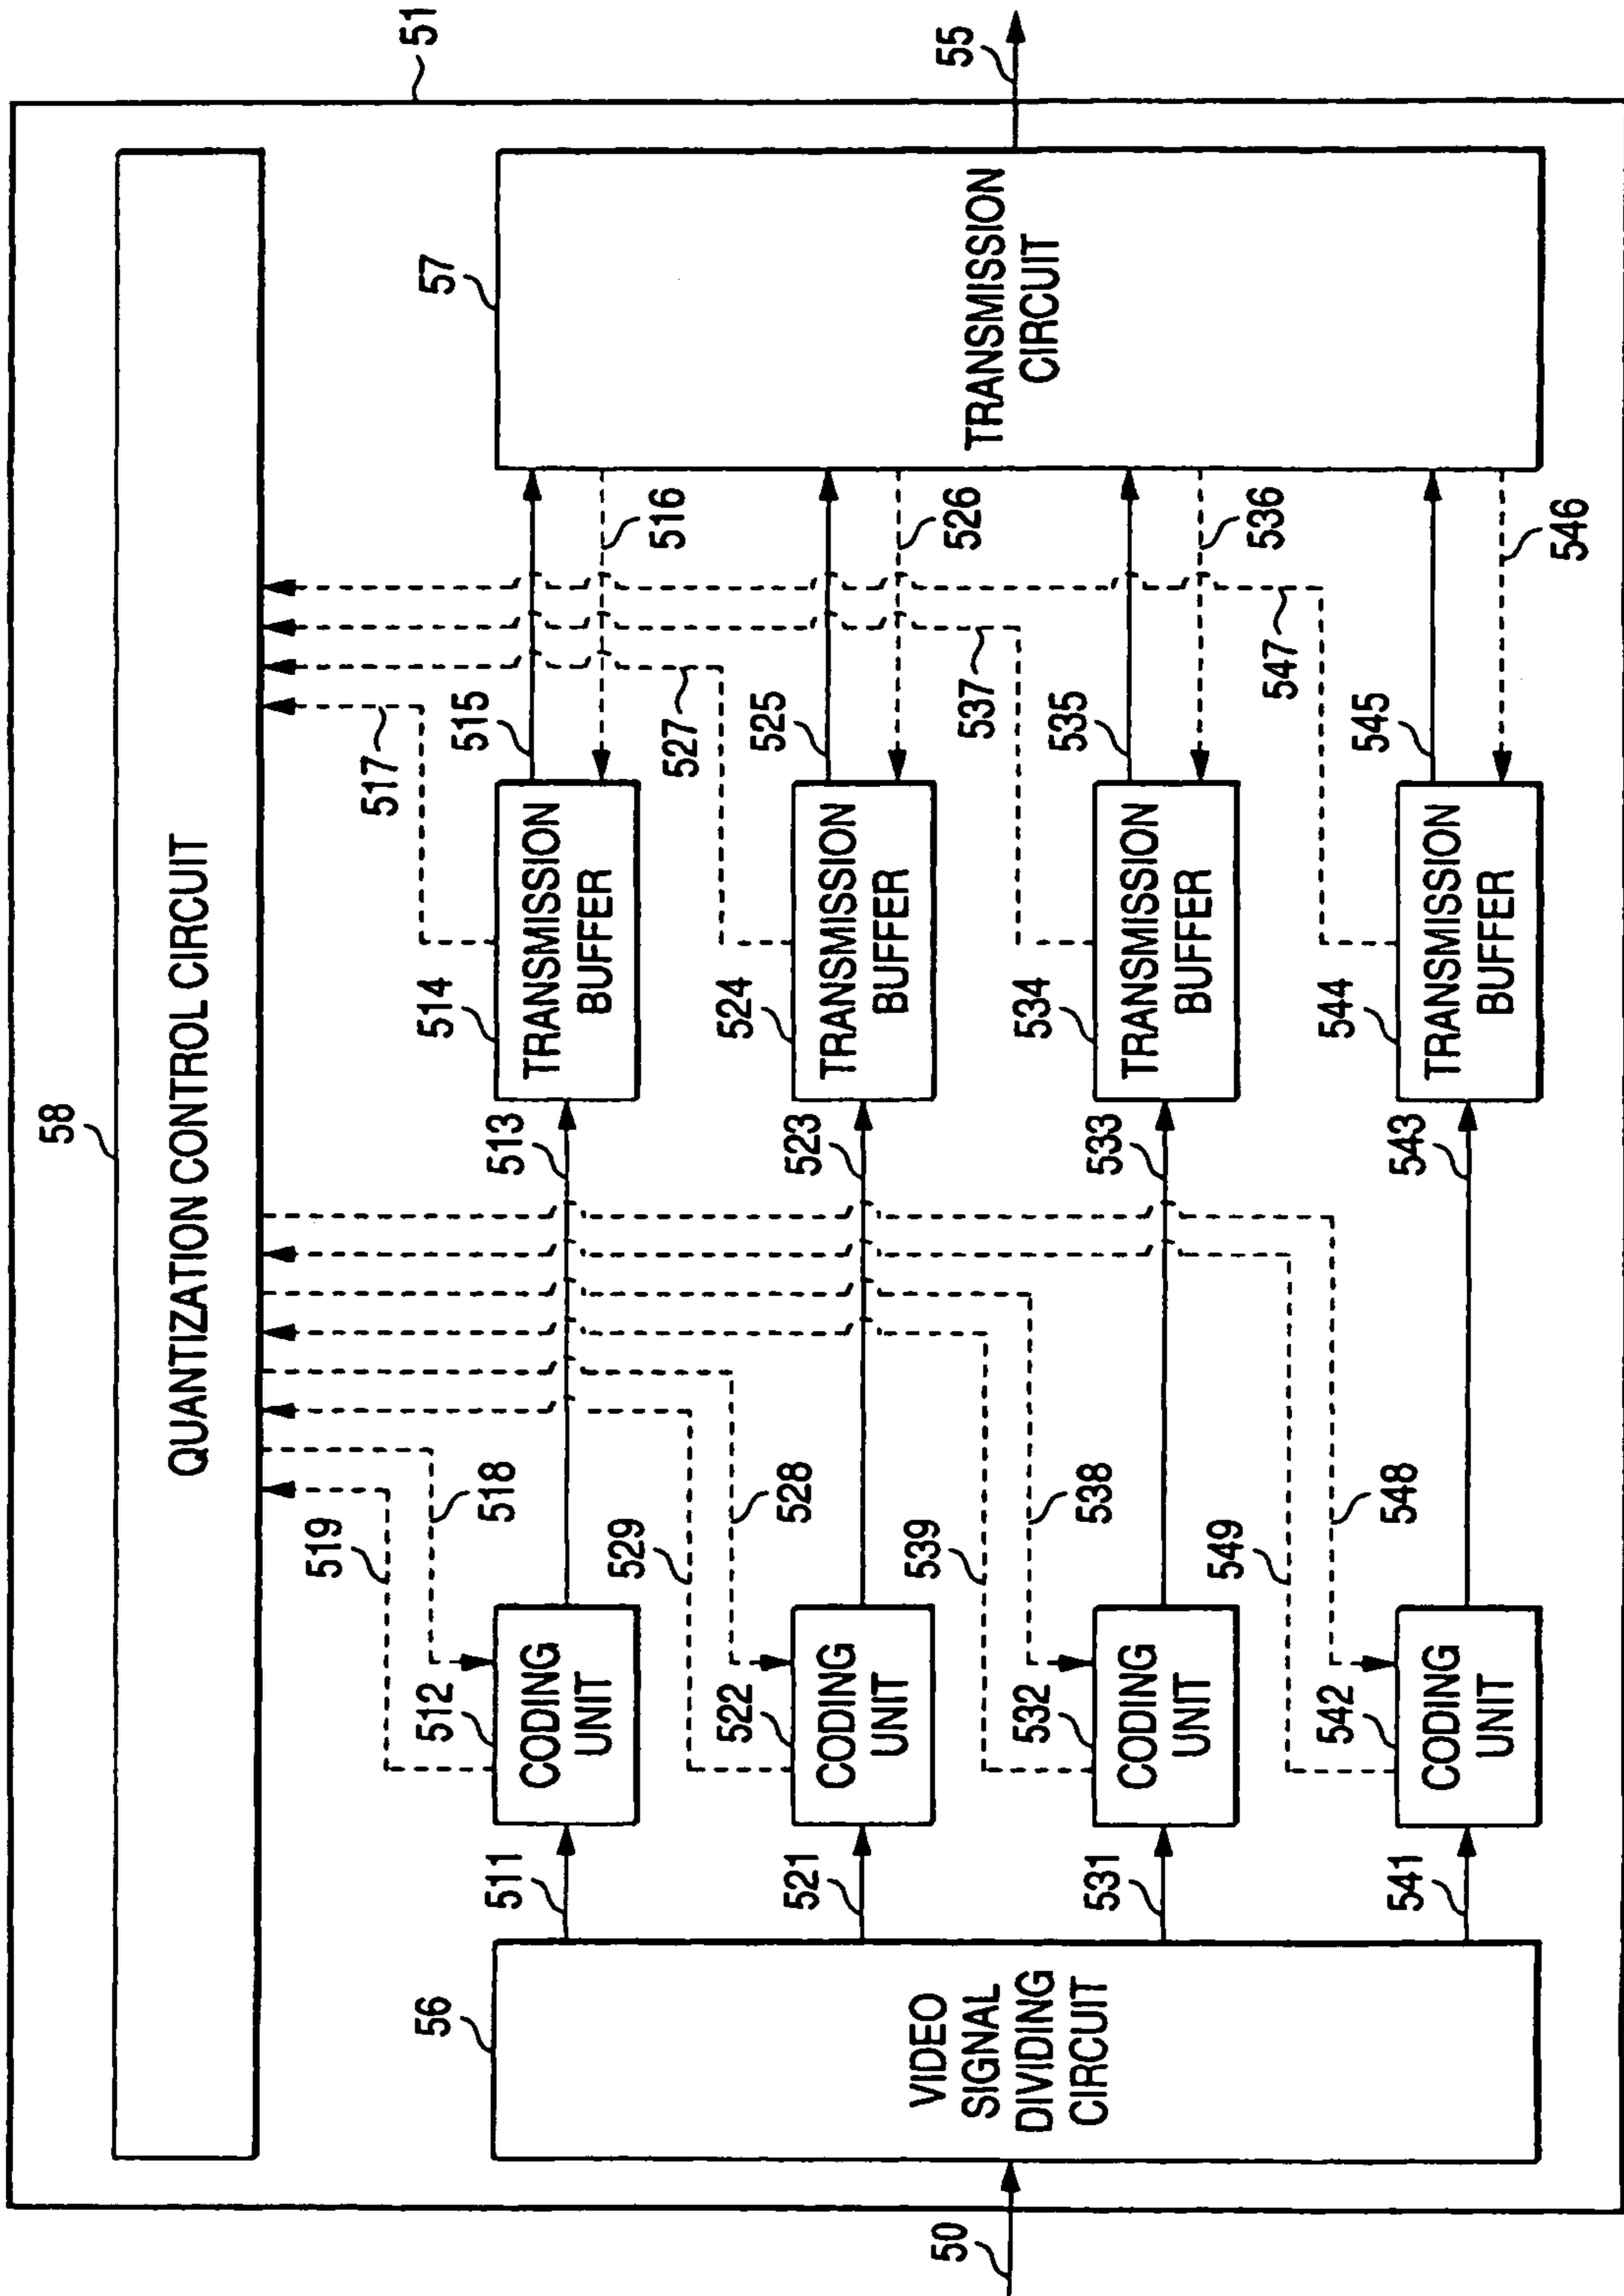 58
51
QUANTIZATION CONTROL CIRCUIT
519
518
517
512
CODING
UNIT
511
513
514
TRANSMISSION
BUFFER
515
516
57
TRANSMISSION
CIRCUIT
55
56
VIDEO
SIGNAL
DIVIDING
CIRCUIT
50
529
528
527
522
CODING
UNIT
521
523
524
TRANSMISSION
BUFFER
525
526
539
538
537
532
CODING
UNIT
531
533
534
TRANSMISSION
BUFFER
535
536
549
548
547
542
CODING
UNIT
541
543
544
TRANSMISSION
BUFFER
545
546